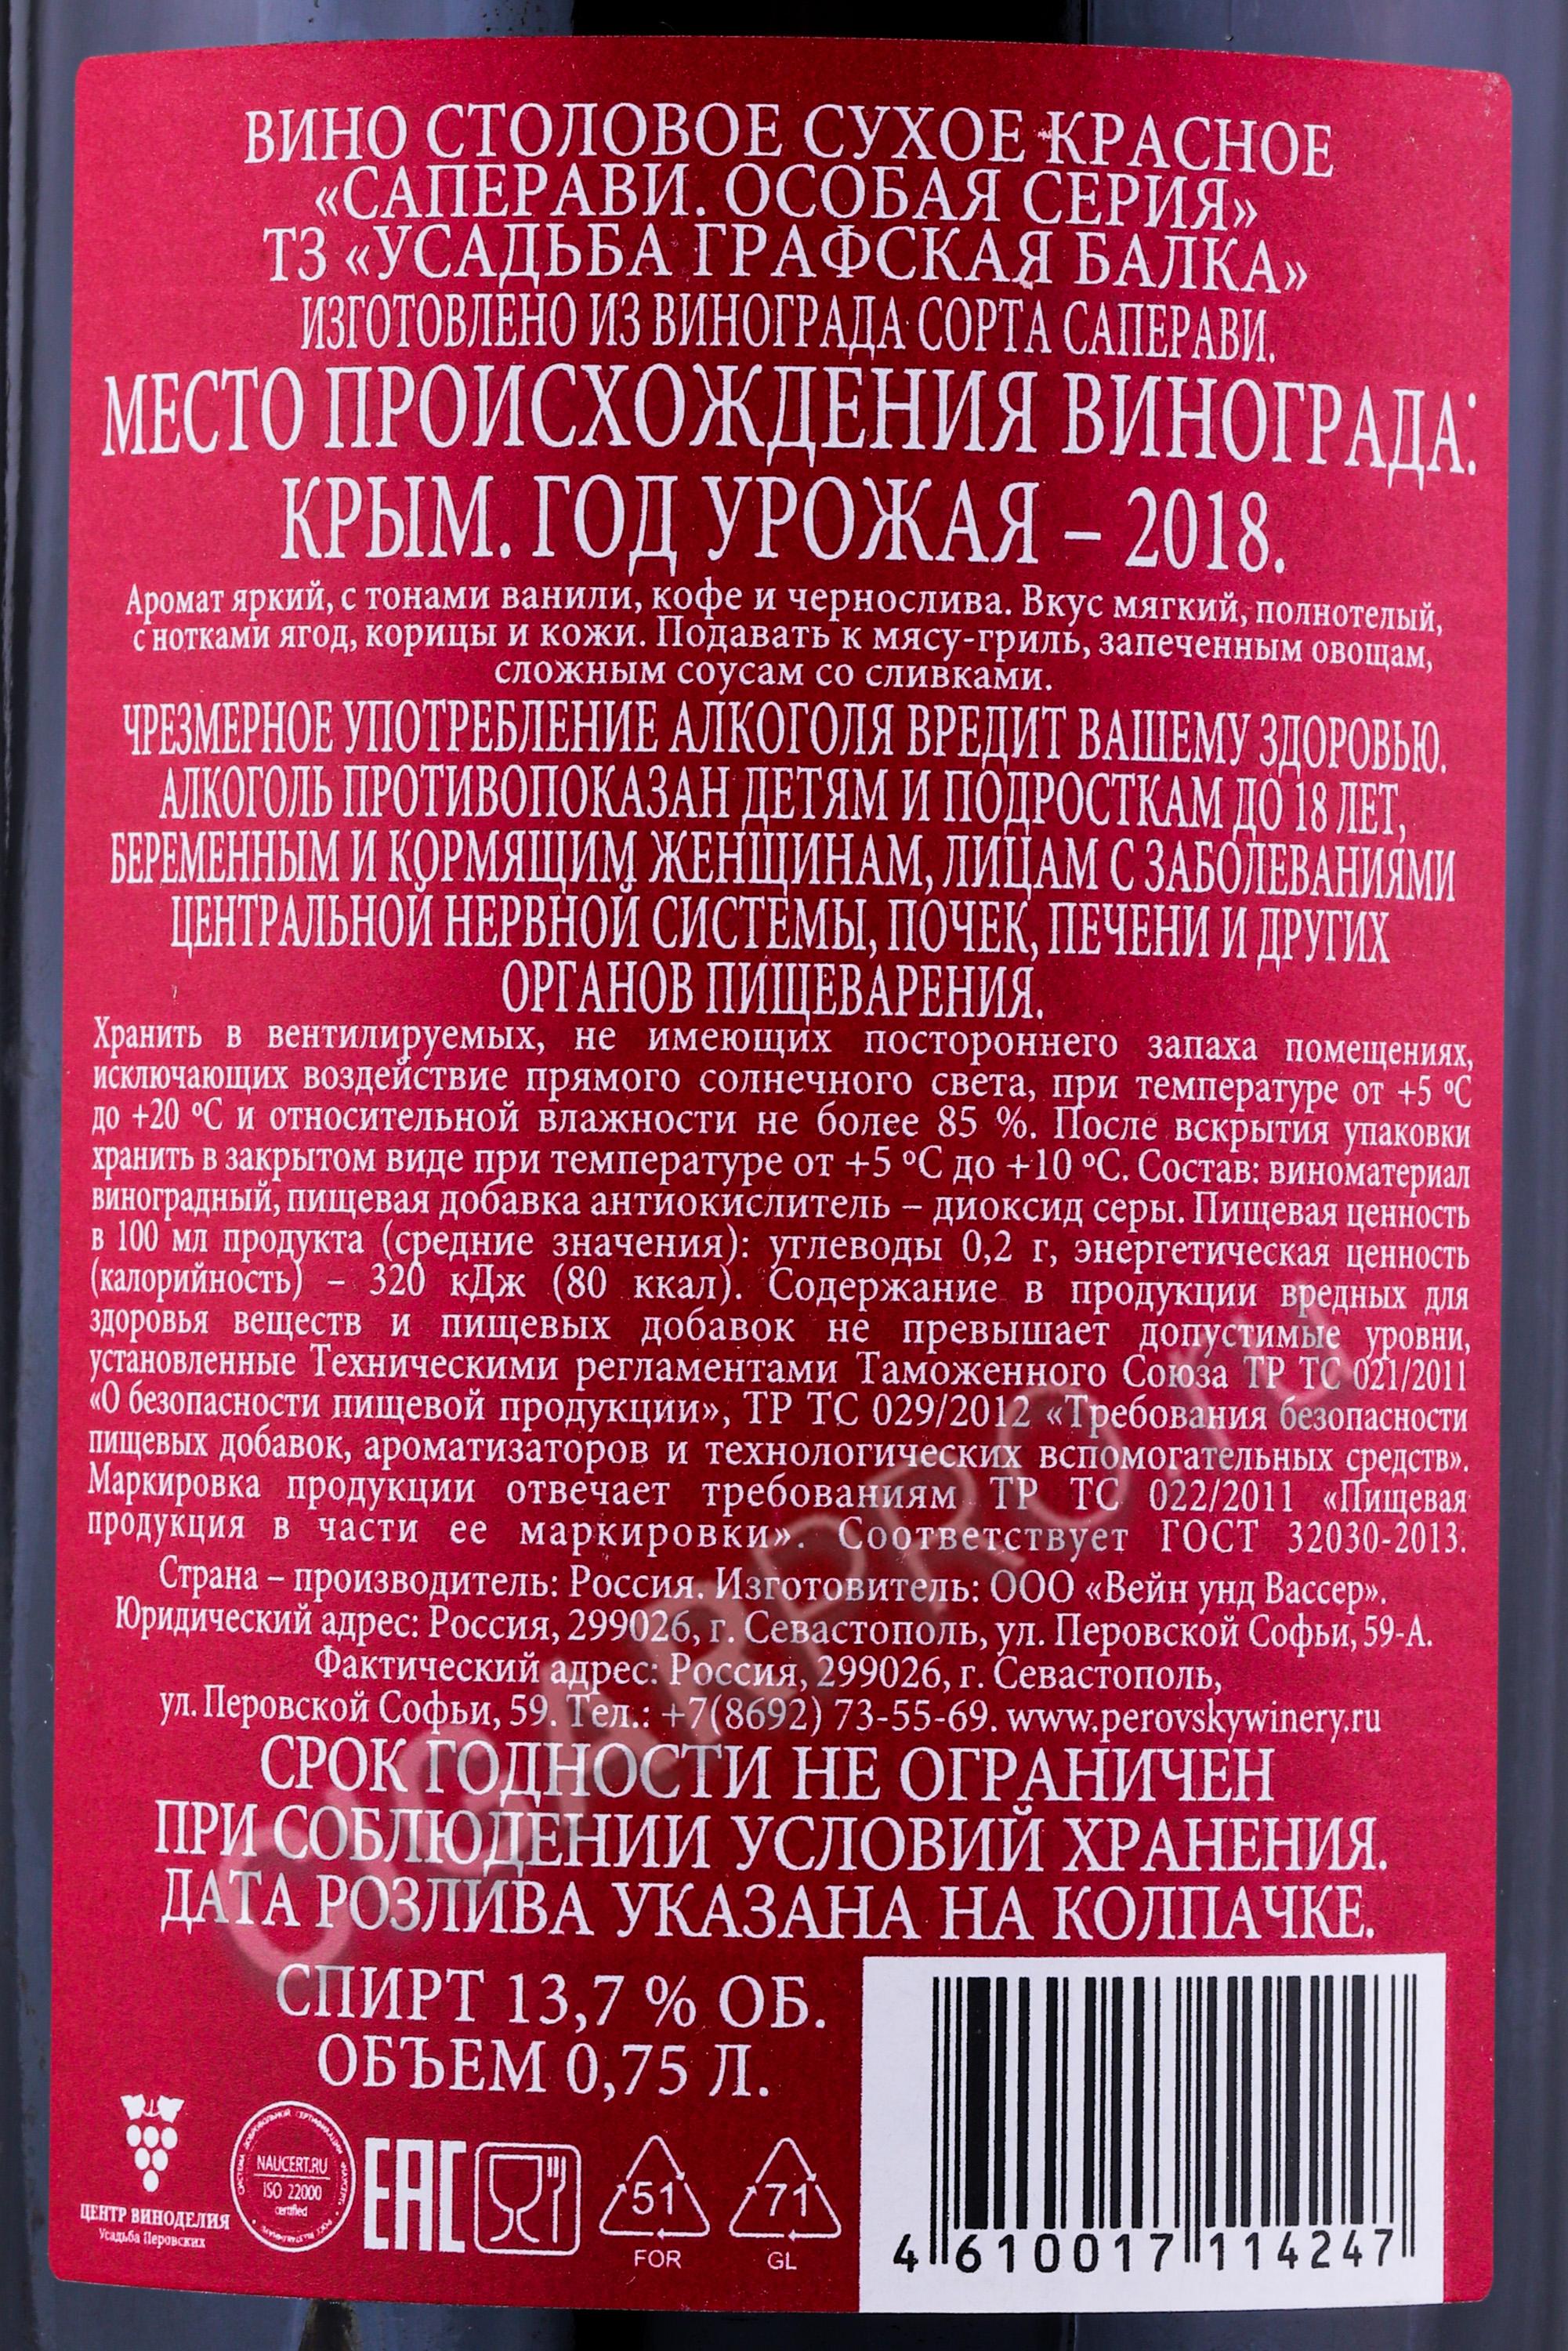 ВИНО СТОЛОВОЕ СУХОЕ КРАСНОЕ
«САПЕРАВИ. ОСОБАЯ СЕРИЯ»
ТЗ «УСАДЬБА ГРАФСКАЯ БАЛКА»
ИЗГОТОВЛЕНО ИЗ ВИНОГРАДА СОРТА САПЕРАВИ.
МЕСТО ПРОИСХОЖДЕНИЯ ВИНОГРАДА:
КРЫМ. ГОД УРОЖАЯ – 2018.
Аромат яркий, с тонами ванили, кофе и чернослива. Вкус мягкий, полнотелый,
с нотками ягод, корицы и кожи. Подавать к мясу-гриль, запеченным овощам,
сложным соусам со сливками.
ЧРЕЗМЕРНОЕ УПОТРЕБЛЕНИЕ АЛКОГОЛЯ ВРЕДИТ ВАШЕМУ ЗДОРОВЬЮ.
АЛКОГОЛЬ ПРОТИВОПОКАЗАН ДЕТЯМ И ПОДРОСТКАМ ДО 18 ЛЕТ,
БЕРЕМЕННЫМ И КОРМЯЩИМ ЖЕНЩИНАМ, ЛИЦАМ С ЗАБОЛЕВАНИЯМИ
ЦЕНТРАЛЬНОЙ НЕРВНОЙ СИСТЕМЫ, ПОЧЕК, ПЕЧЕНИ И ДРУГИХ
ОРГАНОВ ПИЩЕВАРЕНИЯ.
Хранить в вентилируемых, не имеющих постороннего запаха помещениях,
исключающих воздействие прямого солнечного света, при температуре от +5 ºС
до +20 ºС и относительной влажности не более 85 %. После вскрытия упаковки
хранить в закрытом виде при температуре от +5 ºС до +10 ºС. Состав: виноматериал
виноградный, пищевая добавка антиокислитель – диоксид серы. Пищевая ценность
в 100 мл продукта (средние значения): углеводы 0,2 г, энергетическая ценность
(калорийность) – 320 кДж (80 ккал). Содержание в продукции вредных для
здоровья веществ и пищевых добавок не превышает допустимые уровни,
установленные Техническими регламентами Таможенного Союза ТР ТС 021/2011
«О безопасности пищевой продукции», ТР ТС 029/2012 «Требования безопасности
пищевых добавок, ароматизаторов и технологических вспомогательных средств».
Маркировка продукции отвечает требованиям ТР ТС 022/2011 «Пищевая
продукция в части ее маркировки». Соответствует ГОСТ 32030-2013.
Страна – производитель: Россия. Изготовитель: ООО «Вейн унд Вассер».
Юридический адрес: Россия, 299026, г. Севастополь, ул. Перовской Софьи, 59-А.
Фактический адрес: Россия, 299026, г. Севастополь,
ул. Перовской Софьи, 59. Тел.: +7(8692) 73-55-69. www.perovskywinery.ru
СРОК ГОДНОСТИ НЕ ОГРАНИЧЕН
ПРИ СОБЛЮДЕНИИ УСЛОВИЙ ХРАНЕНИЯ.
ДАТА РОЗЛИВА УКАЗАНА НА КОЛПАЧКЕ.
СПИРТ 13,7 % ОБ.
ОБЪЕМ 0,75 Л.
ЦЕНТР ВИНОДЕЛИЯ
Усадьба Перовских
NAUCERT.RU
ISO 22000
certified
EAC
51
FOR
71
GL
4 610017 114247
CIGARPRO.ru